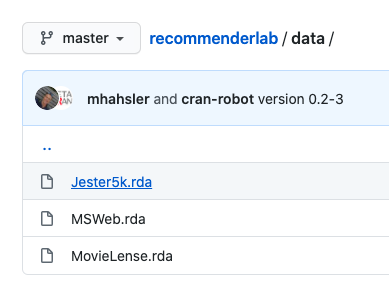 master recommenderlab / data /
mhahsler and cran-robot version 0.2-3
..
Jester5k.rda
MSWeb.rda
MovieLense.rda